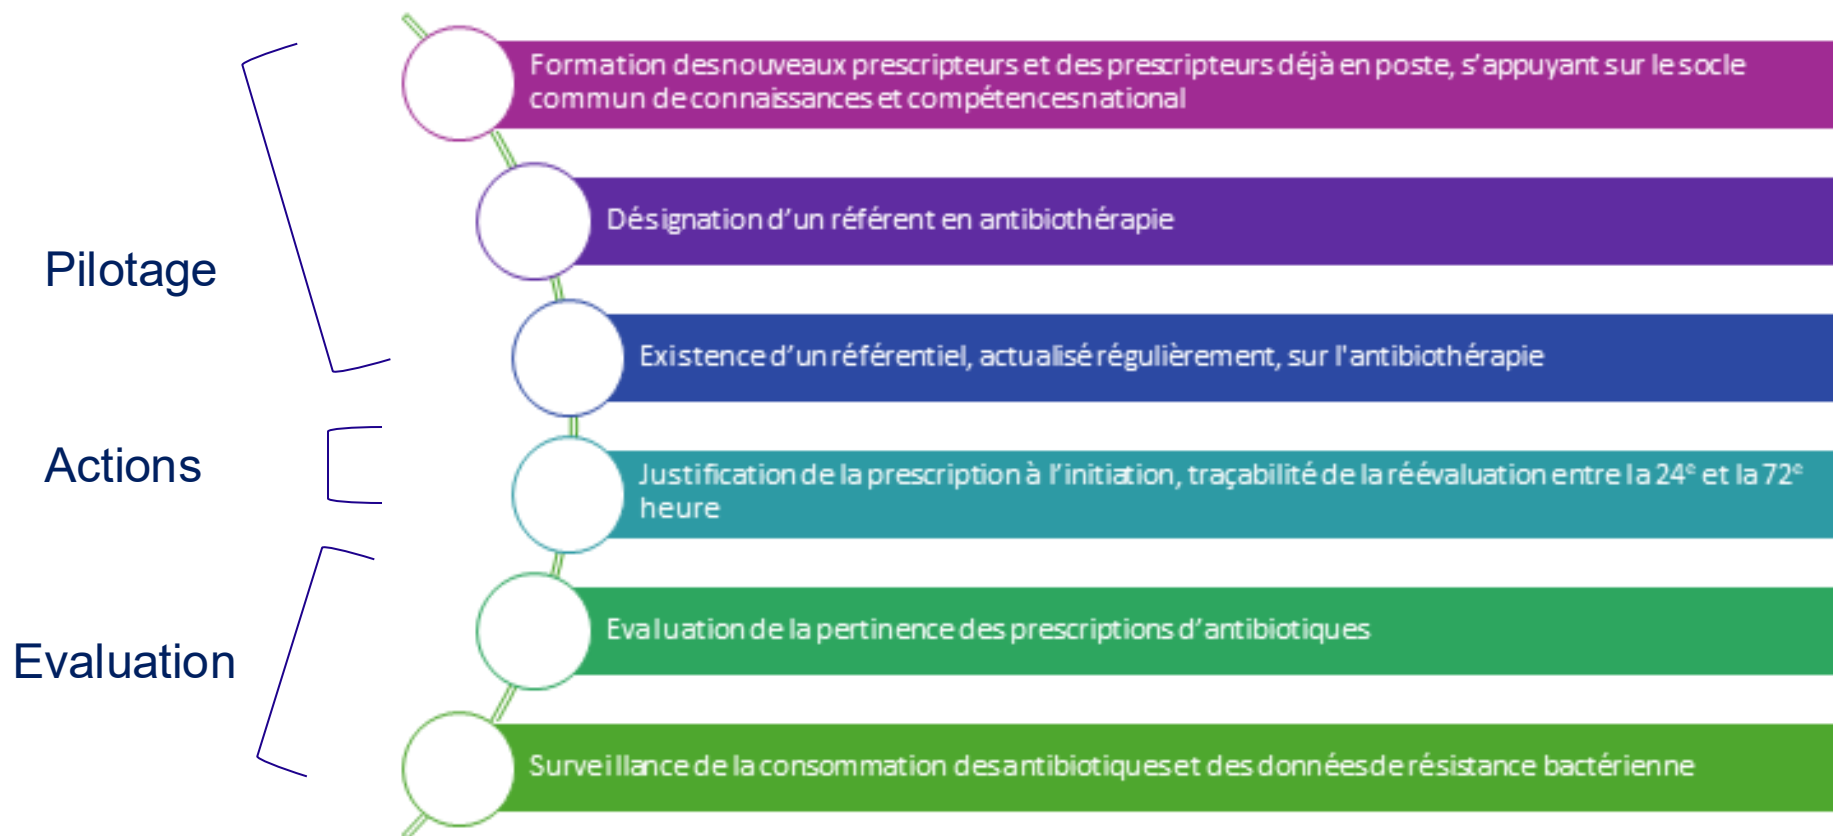 Formation des nouveaux prescripteurs et des prescripteurs déjà en poste, s’appuyant sur le socle
commun de connaissances et compétences national
Désignation d’un référent en antibiothérapie
Pilotage
Existence d’un référentiel, actualisé régulièrement, sur l'antibiothérapie
Actions
Justification de la prescription à l’initiation, traçabilité de la réévaluation entre la 24e et la 72e
heure
Evaluation
Evaluation de la pertinence des prescriptions d’antibiotiques
Surveillance de la consommation des antibiotiques et des données de résistance bactérienne